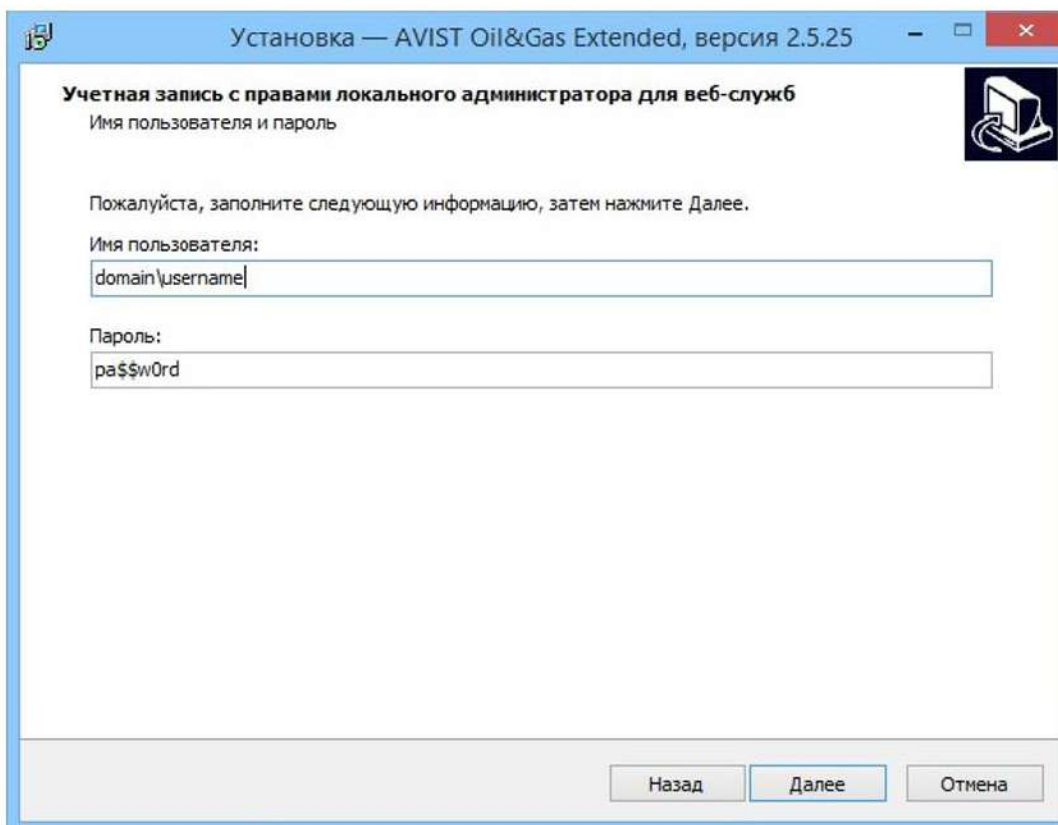 Установка — AVIST Oil&Gas Extended, версия 2.5.25
Учетная запись с правами локального администратора для веб-служб
Имя пользователя и пароль
Пожалуйста, заполните следующую информацию, затем нажмите Далее.
Имя пользователя:
domain\username
Пароль:
pa$$w0rd
Назад Далее Отмена